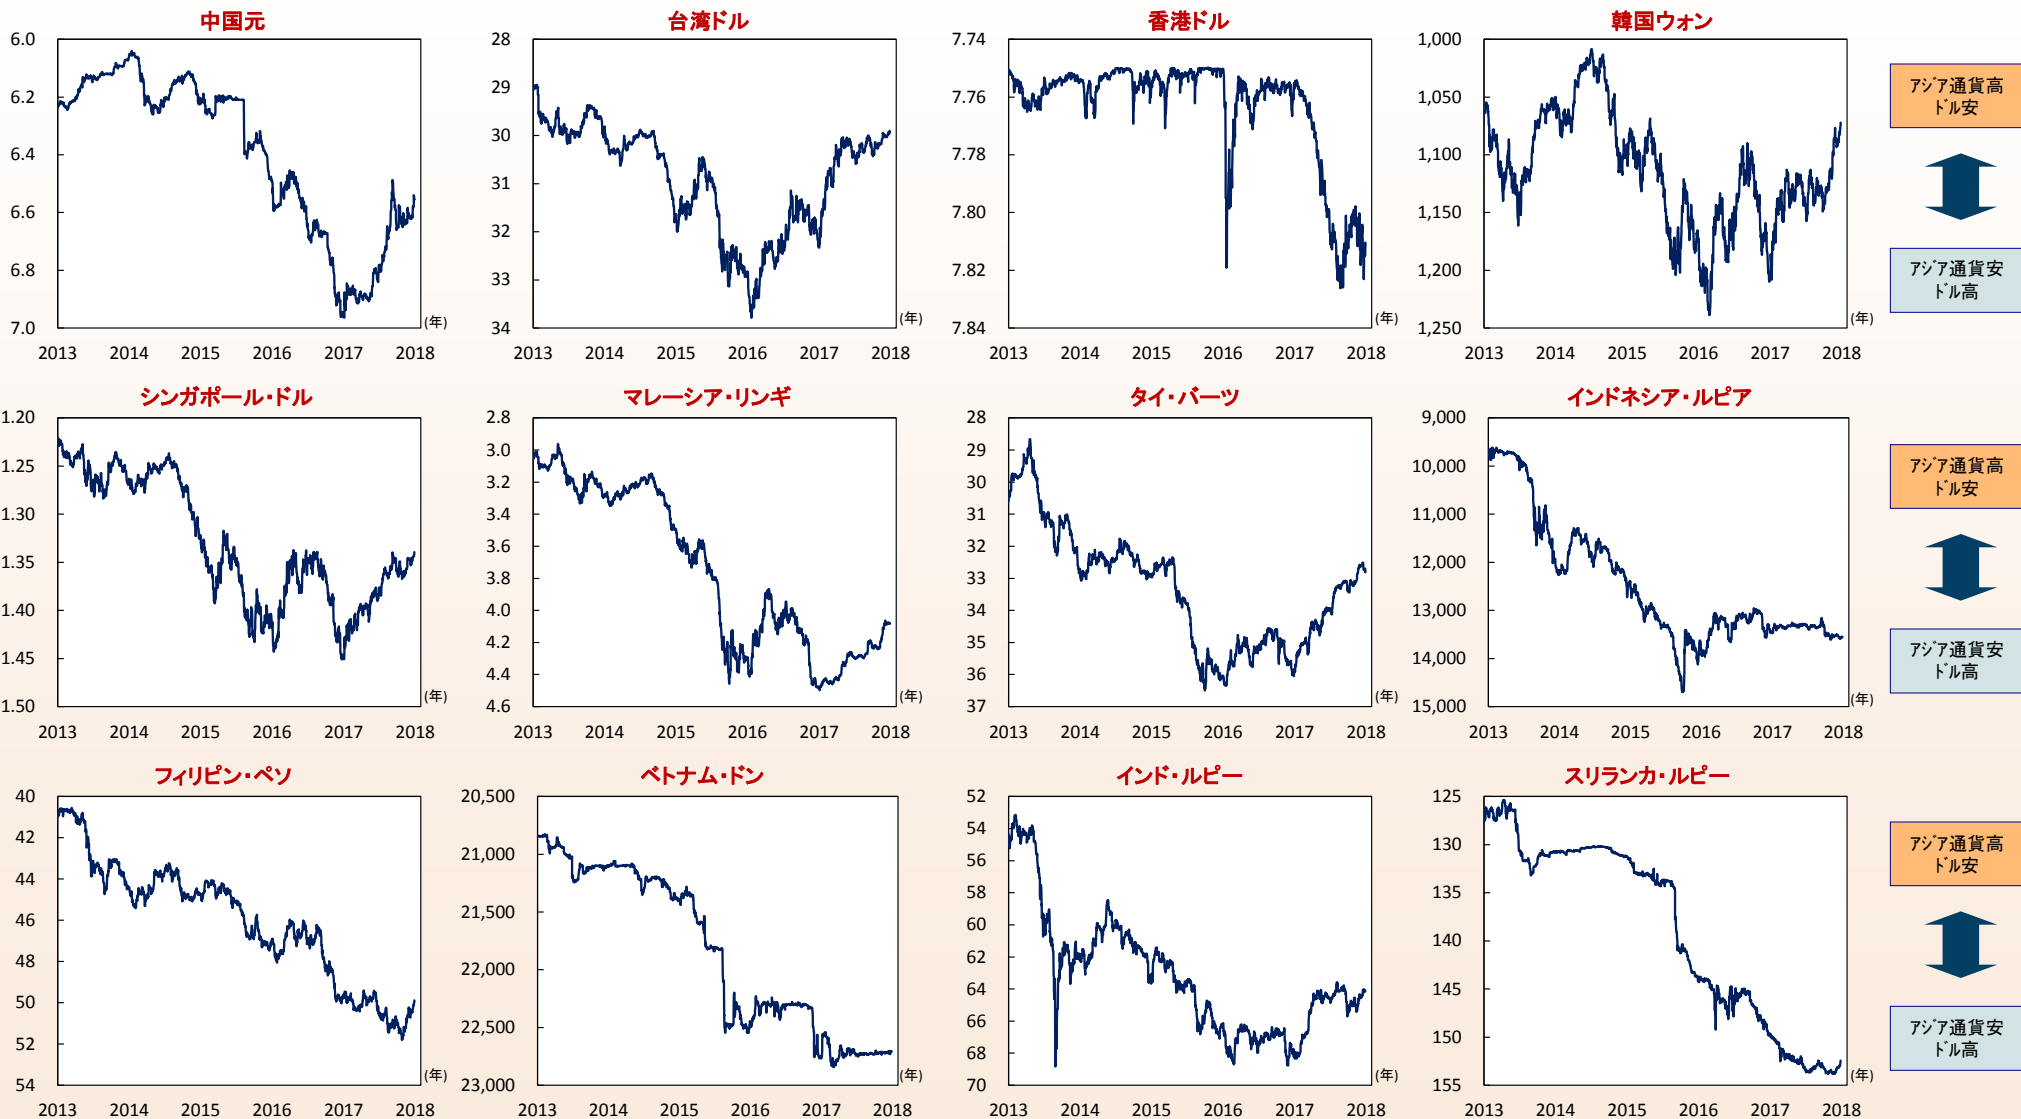 中国元
6.0
6.2
6.4
6.6
6.8
7.0
2013 2014 2015 2016 2017 2018
(年)
台湾ドル
28
29
30
31
32
33
34
2013 2014 2015 2016 2017 2018
(年)
香港ドル
7.74
7.76
7.78
7.80
7.82
7.84
2013 2014 2015 2016 2017 2018
(年)
韓国ウォン
1,000
1,050
1,100
1,150
1,200
1,250
2013 2014 2015 2016 2017 2018
(年)
アジア通貨高
ドル安
アジア通貨安
ドル高
シンガポール・ドル
1.20
1.25
1.30
1.35
1.40
1.45
1.50
2013 2014 2015 2016 2017 2018
(年)
マレーシア・リンギ
2.8
3.0
3.2
3.4
3.6
3.8
4.0
4.2
4.4
4.6
2013 2014 2015 2016 2017 2018
(年)
タイ・バーツ
28
29
30
31
32
33
34
35
36
37
2013 2014 2015 2016 2017 2018
(年)
インドネシア・ルピア
9,000
10,000
11,000
12,000
13,000
14,000
15,000
2013 2014 2015 2016 2017 2018
(年)
アジア通貨高
ドル安
アジア通貨安
ドル高
フィリピン・ペソ
40
42
44
46
48
50
52
54
2013 2014 2015 2016 2017 2018
(年)
ベトナム・ドン
20,500
21,000
21,500
22,000
22,500
23,000
2013 2014 2015 2016 2017 2018
(年)
インド・ルピー
52
54
56
58
60
62
64
66
68
70
2013 2014 2015 2016 2017 2018
(年)
スリランカ・ルピー
125
130
135
140
145
150
155
2013 2014 2015 2016 2017 2018
(年)
アジア通貨高
ドル安
アジア通貨安
ドル高